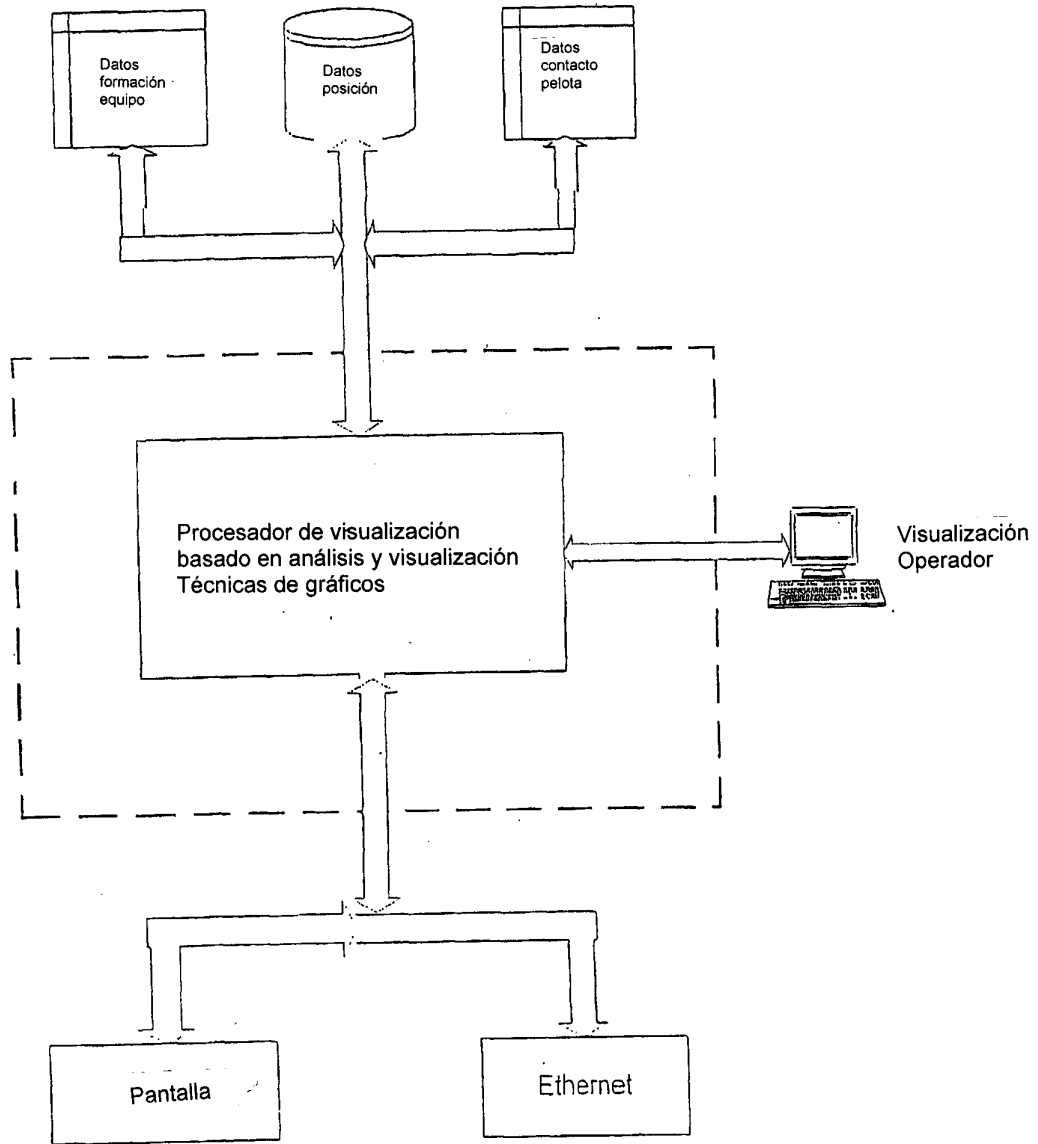 Datos
formación
equipo
Datos
posición
Datos
contacto
pelota
Procesador de visualización
basado en análisis y visualización
Técnicas de gráficos
Visualización
Operador
Pantalla
Ethernet